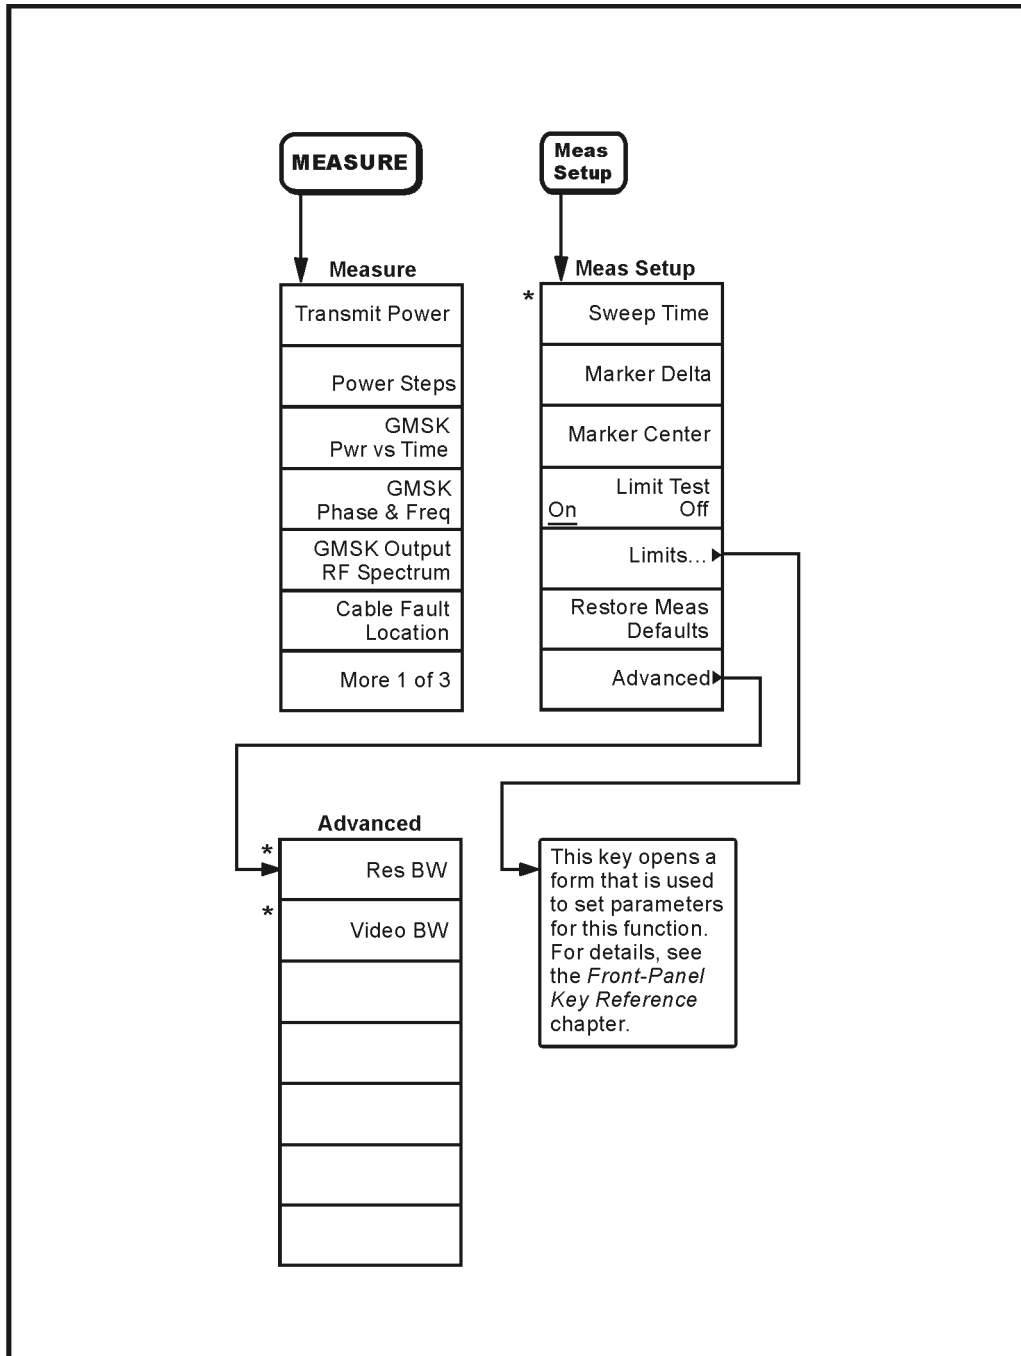 MEASURE
Meas
Setup
Measure
Transmit Power
Power Steps
GMSK
Pwr vs Time
GMSK
Phase & Freq
GMSK Output
RF Spectrum
Cable Fault
Location
More 1 of 3
Meas Setup
*
Sweep Time
Marker Delta
Marker Center
Limit Test
On Off
Limits...
Restore Meas
Defaults
Advanced
Advanced
*
Res BW
*
Video BW
This key opens a
form that is used
to set parameters
for this function.
For details, see
the Front-Panel
Key Reference
chapter.